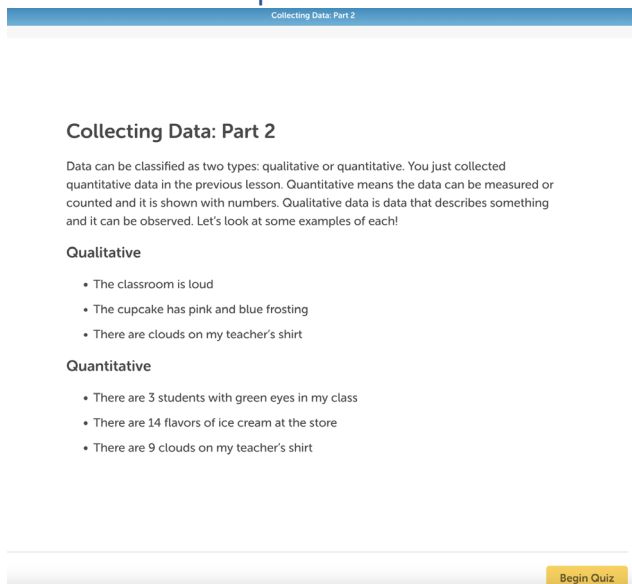 Collecting Data: Part 2
Collecting Data: Part 2
Data can be classified as two types: qualitative or quantitative. You just collected
quantitative data in the previous lesson. Quantitative means the data can be measured or
counted and it is shown with numbers. Qualitative data is data that describes something
and it can be observed. Let's look at some examples of each!
Qualitative
• The classroom is loud
• The cupcake has pink and blue frosting
• There are clouds on my teacher's shirt
Quantitative
• There are 3 students with green eyes in my class
• There are 14 flavors of ice cream at the store
• There are 9 clouds on my teacher's shirt
Begin Quiz